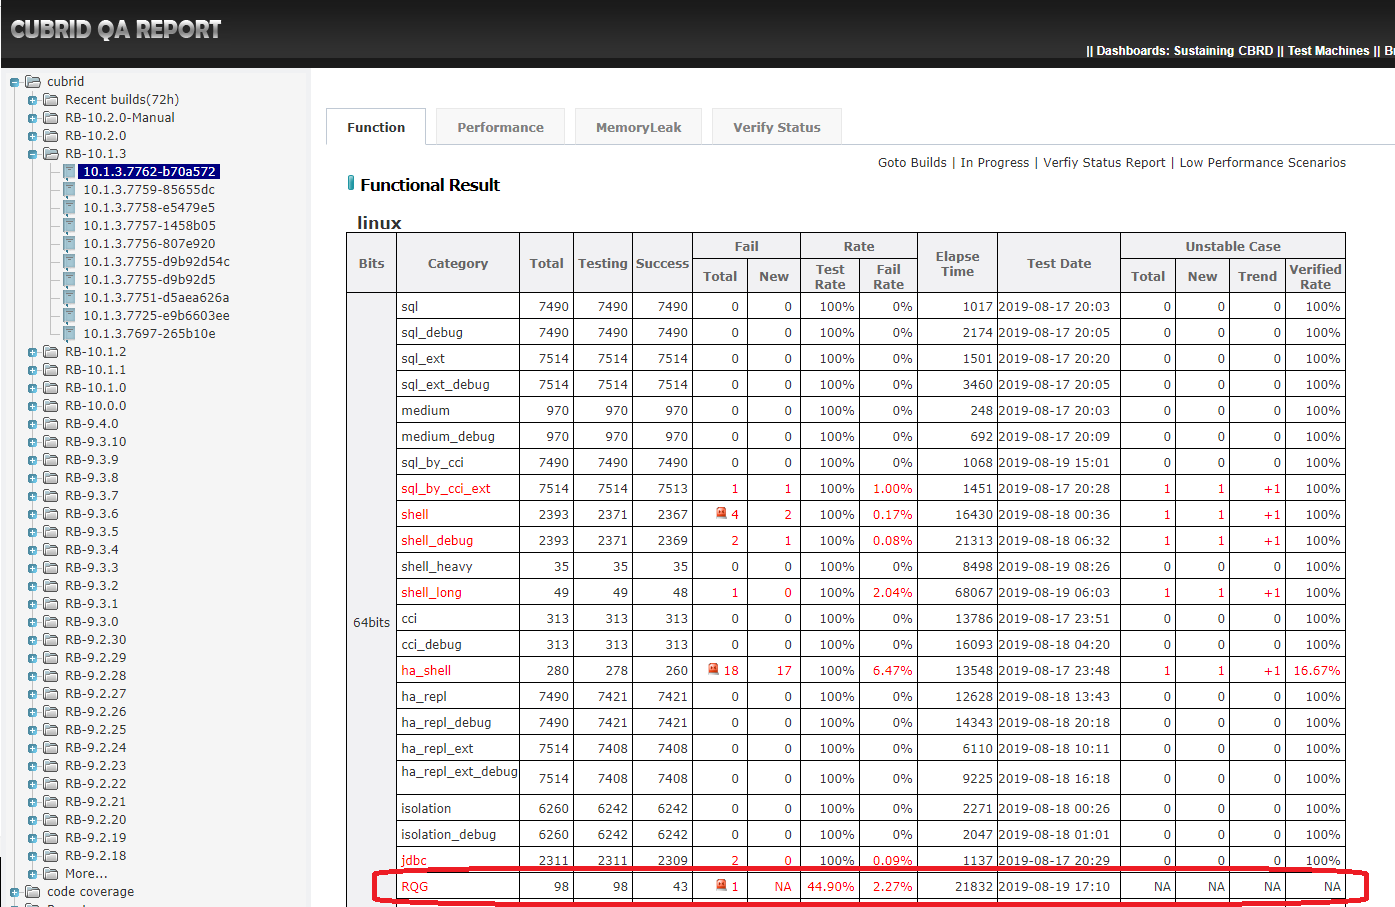 CUBRID QA REPORT
|| Dashboards: Sustaining CBRD || Test Machines ||
cubrid
Recent builds(72h)
RB-10.2.0-Manual
RB-10.2.0
RB-10.1.3
10.1.3.7762-b70a572
10.1.3.7759-85655dc
10.1.3.7758-e5479e5
10.1.3.7757-1458b05
10.1.3.7756-807e920
10.1.3.7755-d9b92d54c
10.1.3.7755-d9b92d5
10.1.3.7751-d5aea626a
10.1.3.7725-e9b6603ee
10.1.3.7697-265b10e
RB-10.1.2
RB-10.1.1
RB-10.1.0
RB-10.0.0
RB-9.4.0
RB-9.3.10
RB-9.3.9
RB-9.3.8
RB-9.3.7
RB-9.3.6
RB-9.3.5
RB-9.3.4
RB-9.3.3
RB-9.3.2
RB-9.3.1
RB-9.3.0
RB-9.2.30
RB-9.2.29
RB-9.2.28
RB-9.2.27
RB-9.2.26
RB-9.2.25
RB-9.2.24
RB-9.2.23
RB-9.2.22
RB-9.2.21
RB-9.2.20
RB-9.2.19
RB-9.2.18
More...
code coverage
Function Performance MemoryLeak Verify Status
Goto Builds | In Progress | Verfiy Status Report | Low Performance Scenarios
Functional Result
linux
Bits Category Total Testing Success Fail Rate Elapse Time Test Date Unstable Case
Total New Test Rate Fail Rate Total New Trend Verified Rate
64bits
sql 7490 7490 7490 0 0 100% 0% 1017 2019-08-17 20:03 0 0 0 100%
sql_debug 7490 7490 7490 0 0 100% 0% 2174 2019-08-17 20:05 0 0 0 100%
sql_ext 7514 7514 7514 0 0 100% 0% 1501 2019-08-17 20:20 0 0 0 100%
sql_ext_debug 7514 7514 7514 0 0 100% 0% 3460 2019-08-17 20:05 0 0 0 100%
medium 970 970 970 0 0 100% 0% 248 2019-08-17 20:03 0 0 0 100%
medium_debug 970 970 970 0 0 100% 0% 692 2019-08-17 20:09 0 0 0 100%
sql_by_cci 7490 7490 7490 0 0 100% 0% 1068 2019-08-19 15:01 0 0 0 100%
sql_by_cci_ext 7514 7514 7513 1 1 100% 1.00% 1451 2019-08-17 20:28 1 1 +1 100%
shell 2393 2371 2367 4 2 100% 0.17% 16430 2019-08-18 00:36 1 1 +1 100%
shell_debug 2393 2371 2369 2 1 100% 0.08% 21313 2019-08-18 06:32 1 1 +1 100%
shell_heavy 35 35 35 0 0 100% 0% 8498 2019-08-19 08:26 0 0 0 100%
shell_long 49 49 48 1 0 100% 2.04% 68067 2019-08-19 06:03 1 1 +1 100%
cci 313 313 313 0 0 100% 0% 13786 2019-08-17 23:51 0 0 0 100%
cci_debug 313 313 313 0 0 100% 0% 16093 2019-08-18 04:20 0 0 0 100%
ha_shell 280 278 260 18 17 100% 6.47% 13548 2019-08-17 23:48 1 1 +1 16.67%
ha_repl 7490 7421 7421 0 0 100% 0% 12628 2019-08-18 13:43 0 0 0 100%
ha_repl_debug 7490 7421 7421 0 0 100% 0% 14343 2019-08-18 20:18 0 0 0 100%
ha_repl_ext 7514 7408 7408 0 0 100% 0% 6110 2019-08-18 10:11 0 0 0 100%
ha_repl_ext_debug 7514 7408 7408 0 0 100% 0% 9225 2019-08-18 16:18 0 0 0 100%
isolation 6260 6242 6242 0 0 100% 0% 2271 2019-08-18 00:26 0 0 0 100%
isolation_debug 6260 6242 6242 0 0 100% 0% 2047 2019-08-18 01:01 0 0 0 100%
jdbc 2311 2311 2309 2 0 100% 0.09% 1137 2019-08-17 20:29 0 0 0 100%
RQG 98 98 43 1 NA 44.90% 2.27% 21832 2019-08-19 17:10 NA NA NA NA